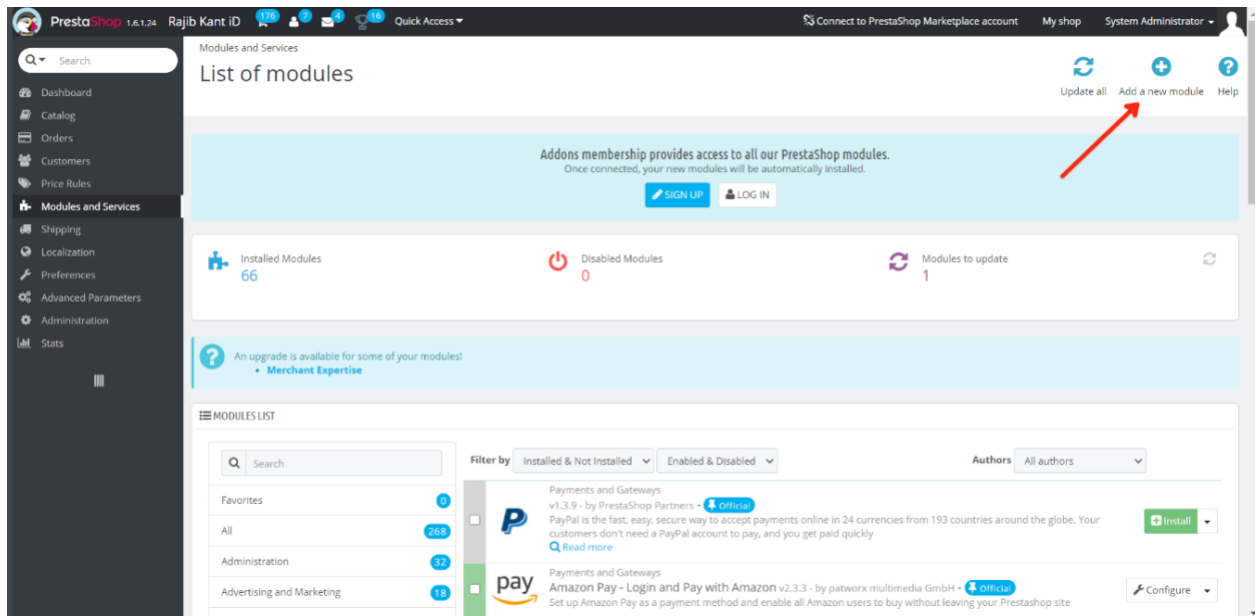 PrestaShop 1.6.1.24 Rajib Kant iD 176 7 4 16 Quick Access Connect to PrestaShop Marketplace account My shop System Administrator
Search
Dashboard
Catalog
Orders
Customers
Price Rules
Modules and Services
Shipping
Localization
Preferences
Advanced Parameters
Administration
Stats
Modules and Services
List of modules
Update all Add a new module Help
Addons membership provides access to all our PrestaShop modules.
Once connected, your new modules will be automatically installed.
SIGN UP LOG IN
Installed Modules
66
Disabled Modules
0
Modules to update
1
An upgrade is available for some of your modules!
• Merchant Expertise
MODULES LIST
Search
Favorites 0
All 268
Administration 32
Advertising and Marketing 18
Filter by Installed & Not Installed Enabled & Disabled Authors All authors
Payments and Gateways
v1.3.9 - by PrestaShop Partners - Official
PayPal is the fast, easy, secure way to accept payments online in 24 currencies from 193 countries around the globe. Your
customers don't need a PayPal account to pay, and you get paid quickly
Read more
Install
Payments and Gateways
pay
Amazon Pay - Login and Pay with Amazon v2.3.3 - by patworx multimedia GmbH - Official
Set up Amazon Pay as a payment method and enable all Amazon users to buy without leaving your Prestashop site
Configure